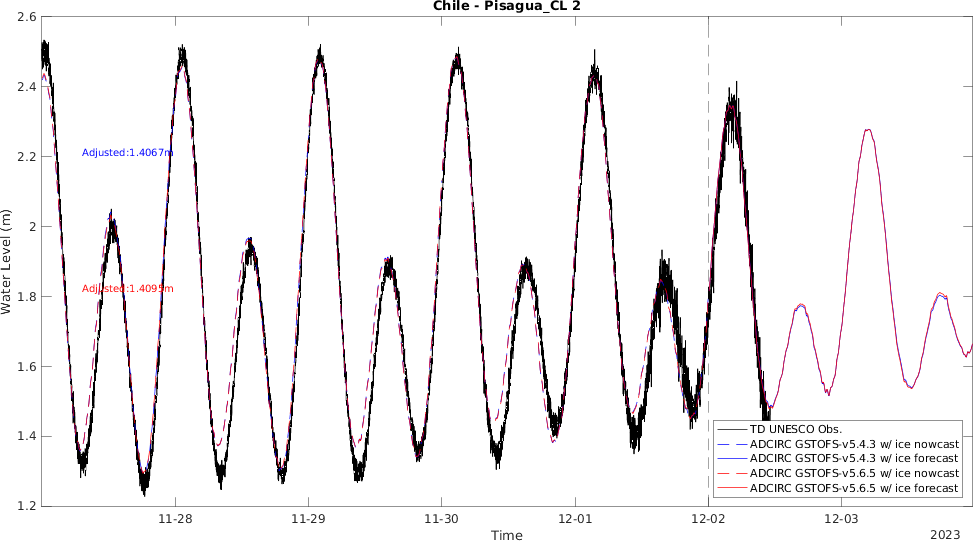 Chile - Pisagua_CL 2
2.6
2.4
2.2
2
1.8
1.6
1.4
1.2
Water Level (m)
Adjusted:1.4067m
Adjusted:1.4095m
TD UNESCO Obs.
ADCIRC GSTOFS-v5.4.3 w/ ice nowcast
ADCIRC GSTOFS-v5.4.3 w/ ice forecast
ADCIRC GSTOFS-v5.6.5 w/ ice nowcast
ADCIRC GSTOFS-v5.6.5 w/ ice forecast
11-28
11-29
11-30
12-01
12-02
12-03
Time
2023